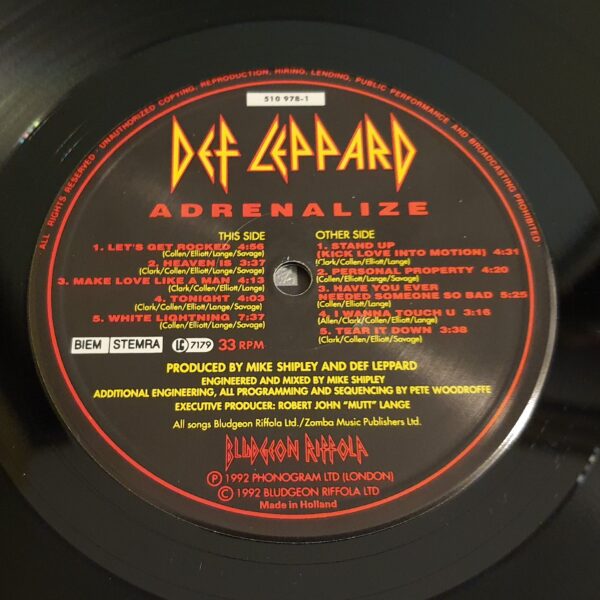 ALL RIGHTS RESERVED · UNAUTHORIZED COPYING, REPRODUCTION, HIRING, LENDING, PUBLIC PERFORMANCE AND BROADCASTING PROHIBITED
510 978-1
DEF LEPPARD
ADRENALIZE
THIS SIDE
1. LET'S GET ROCKED 4:56
(Collen/Elliott/Lange/Savage)
2. HEAVEN IS 3:37
(Clark/Collen/Elliott/Lange/Savage)
3. MAKE LOVE LIKE A MAN 4:13
(Clark/Collen/Elliott/Lange)
4. TONIGHT 4:03
(Clark/Collen/Elliott/Lange/Savage)
5. WHITE LIGHTNING 7:37
(Collen/Elliott/Lange/Savage)
OTHER SIDE
1. STAND UP
(KICK LOVE INTO MOTION) 4:31
(Clark/Collen/Elliott/Lange)
2. PERSONAL PROPERTY 4:20
(Collen/Elliott/Lange/Savage)
3. HAVE YOU EVER
NEEDED SOMEONE SO BAD 5:25
(Collen/Elliott/Lange)
4. I WANNA TOUCH U 3:16
(Allen/Clark/Collen/Elliott/Lange)
5. TEAR IT DOWN 3:38
(Clark/Collen/Elliott/Lange/Savage)
BIEM STEMRA LC 7179 33 RPM
PRODUCED BY MIKE SHIPLEY AND DEF LEPPARD
ENGINEERED AND MIXED BY MIKE SHIPLEY
ADDITIONAL ENGINEERING, ALL PROGRAMMING AND SEQUENCING BY PETE WOODROFFE
EXECUTIVE PRODUCER: ROBERT JOHN "MUTT" LANGE
All songs Bludgeon Riffola Ltd./Zomba Music Publishers Ltd.
BLUDGEON RIFFOLA
℗ 1992 PHONOGRAM LTD (LONDON)
© 1992 BLUDGEON RIFFOLA LTD
Made in Holland